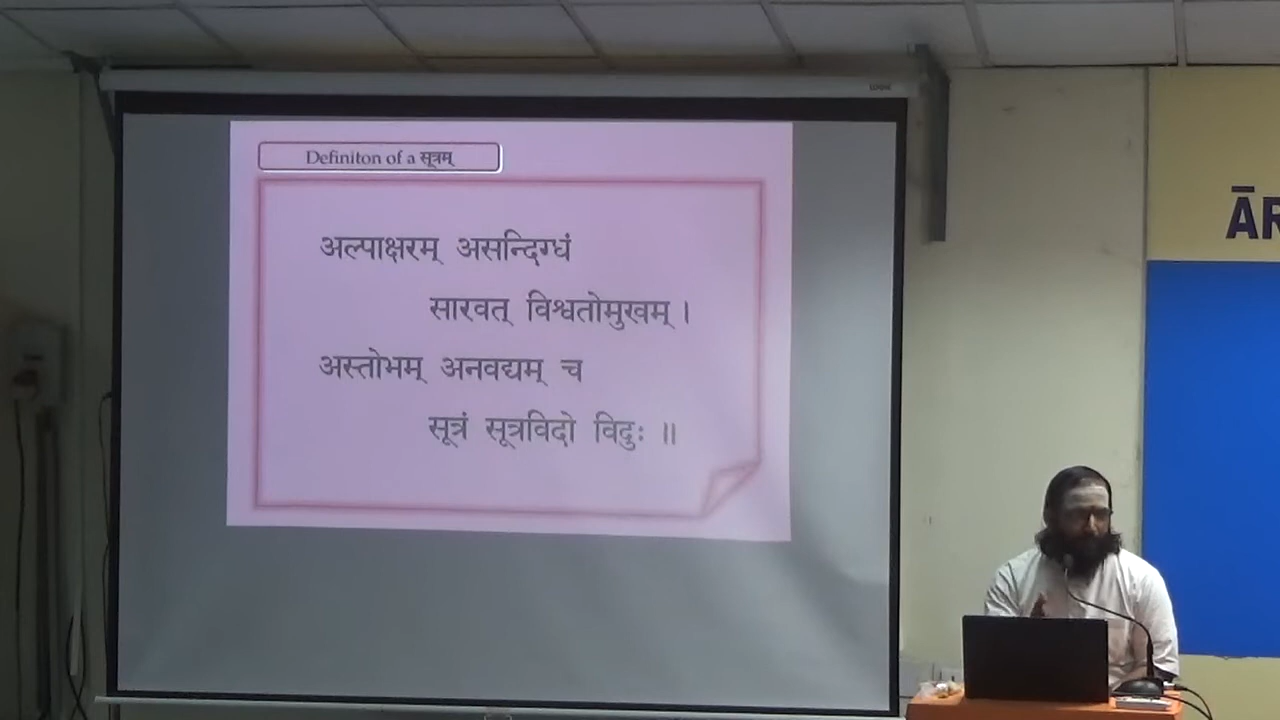 Definiton of a सूत्रम्
अल्पाक्षरम् असन्दिग्धं
सारवत् विश्वतोमुखम् ।
अस्तोभम् अनवद्यम् च
सूत्रं सूत्रविदो विदुः ॥
ĀR